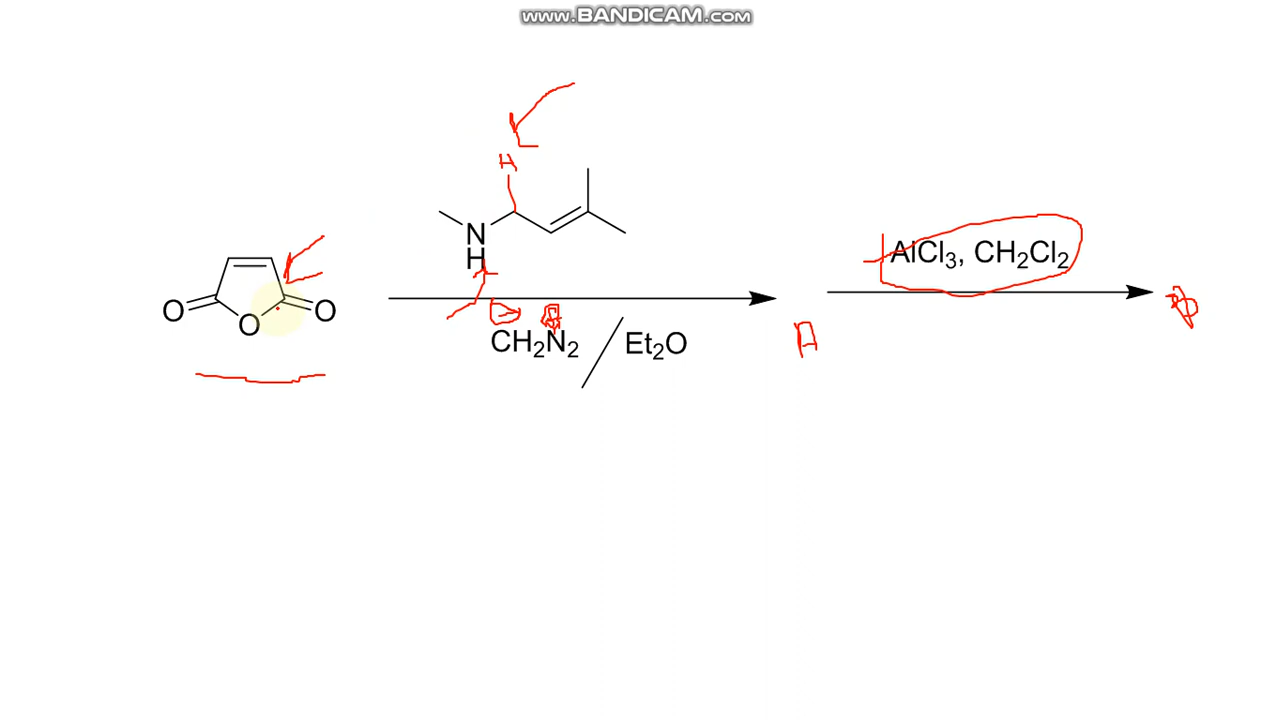 www.BANDICAM.com
H
N
H
O
O
O
CH2N2 / Et2O
A
AlCl3, CH2Cl2